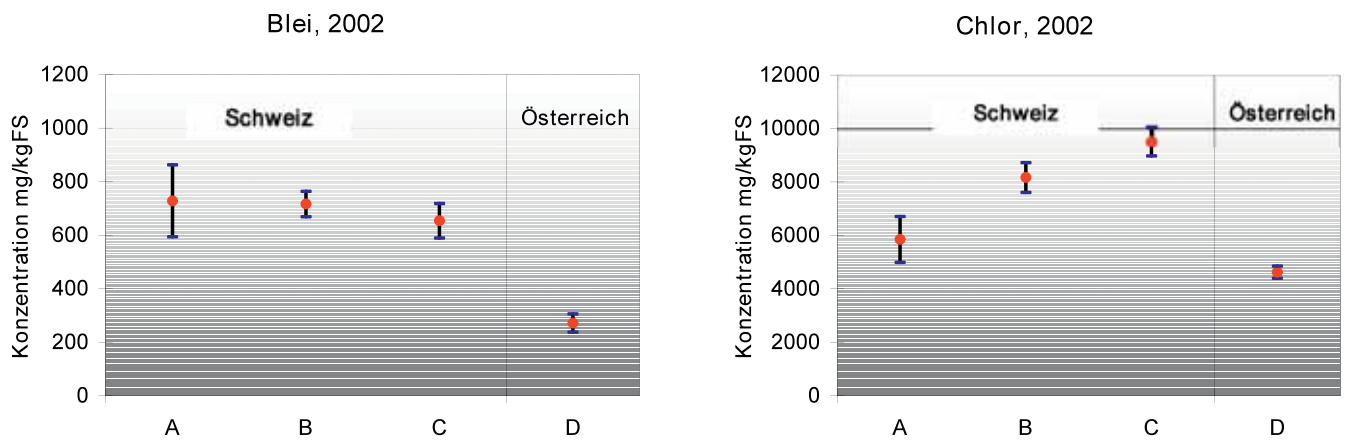 Blei, 2002
Konzentration mg/kgFS
1200
1000
800
600
400
200
0
Schweiz
Österreich
A B C D
Chlor, 2002
Konzentration mg/kgFS
12000
10000
8000
6000
4000
2000
0
Schweiz
Österreich
A B C D